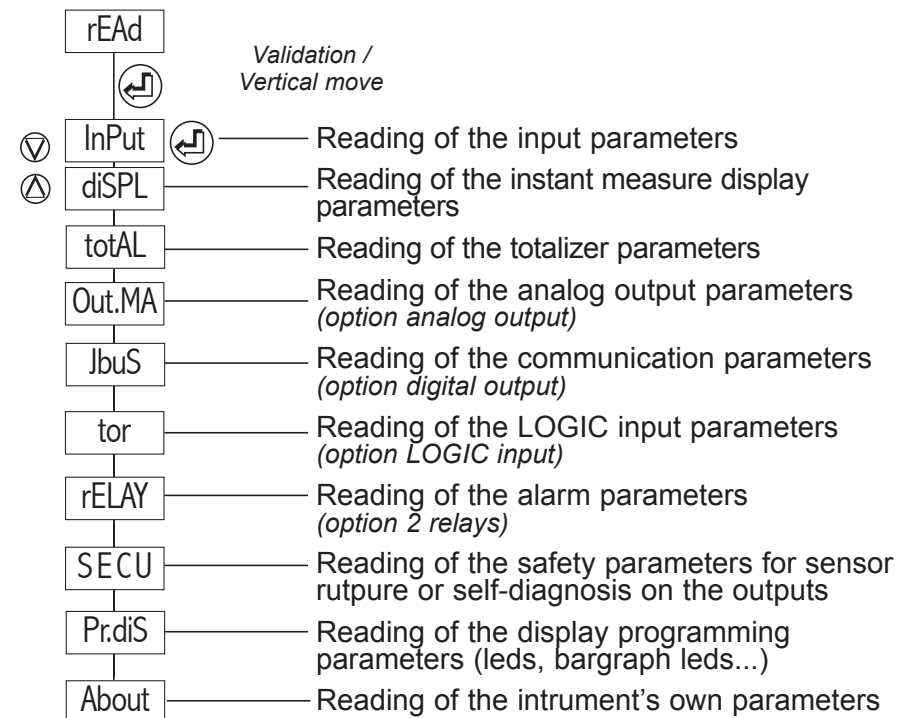 rEAd
Validation /
Vertical move
InPut Reading of the input parameters
diSPL Reading of the instant measure display
parameters
totAL Reading of the totalizer parameters
Out.MA Reading of the analog output parameters
(option analog output)
JbuS Reading of the communication parameters
(option digital output)
tor Reading of the LOGIC input parameters
(option LOGIC input)
rELAY Reading of the alarm parameters
(option 2 relays)
SECU Reading of the safety parameters for sensor
rutpure or self-diagnosis on the outputs
Pr.diS Reading of the display programming
parameters (leds, bargraph leds...)
About Reading of the intrument's own parameters